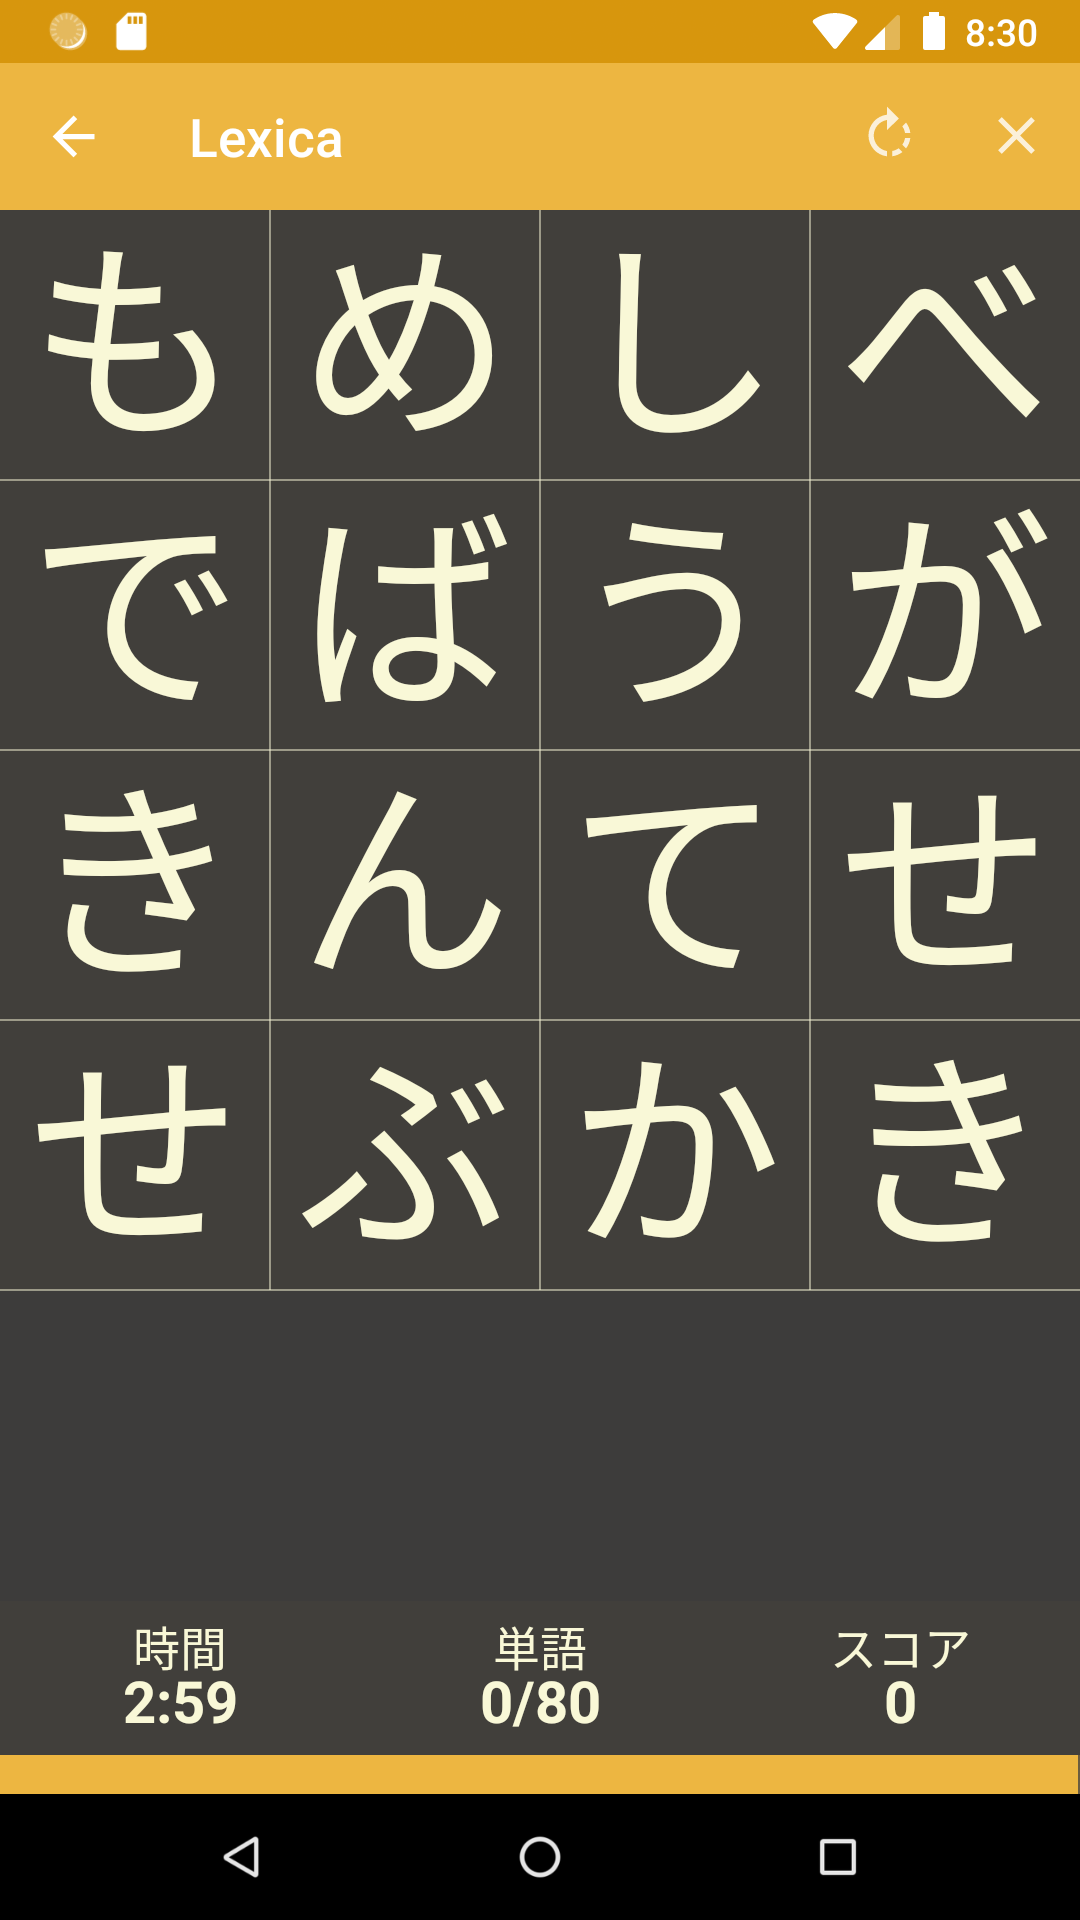 8:30
Lexica
も め し べ
で ば う が
き ん て せ
せ ぶ か き
時間 単語 スコア
2:59 0/80 0